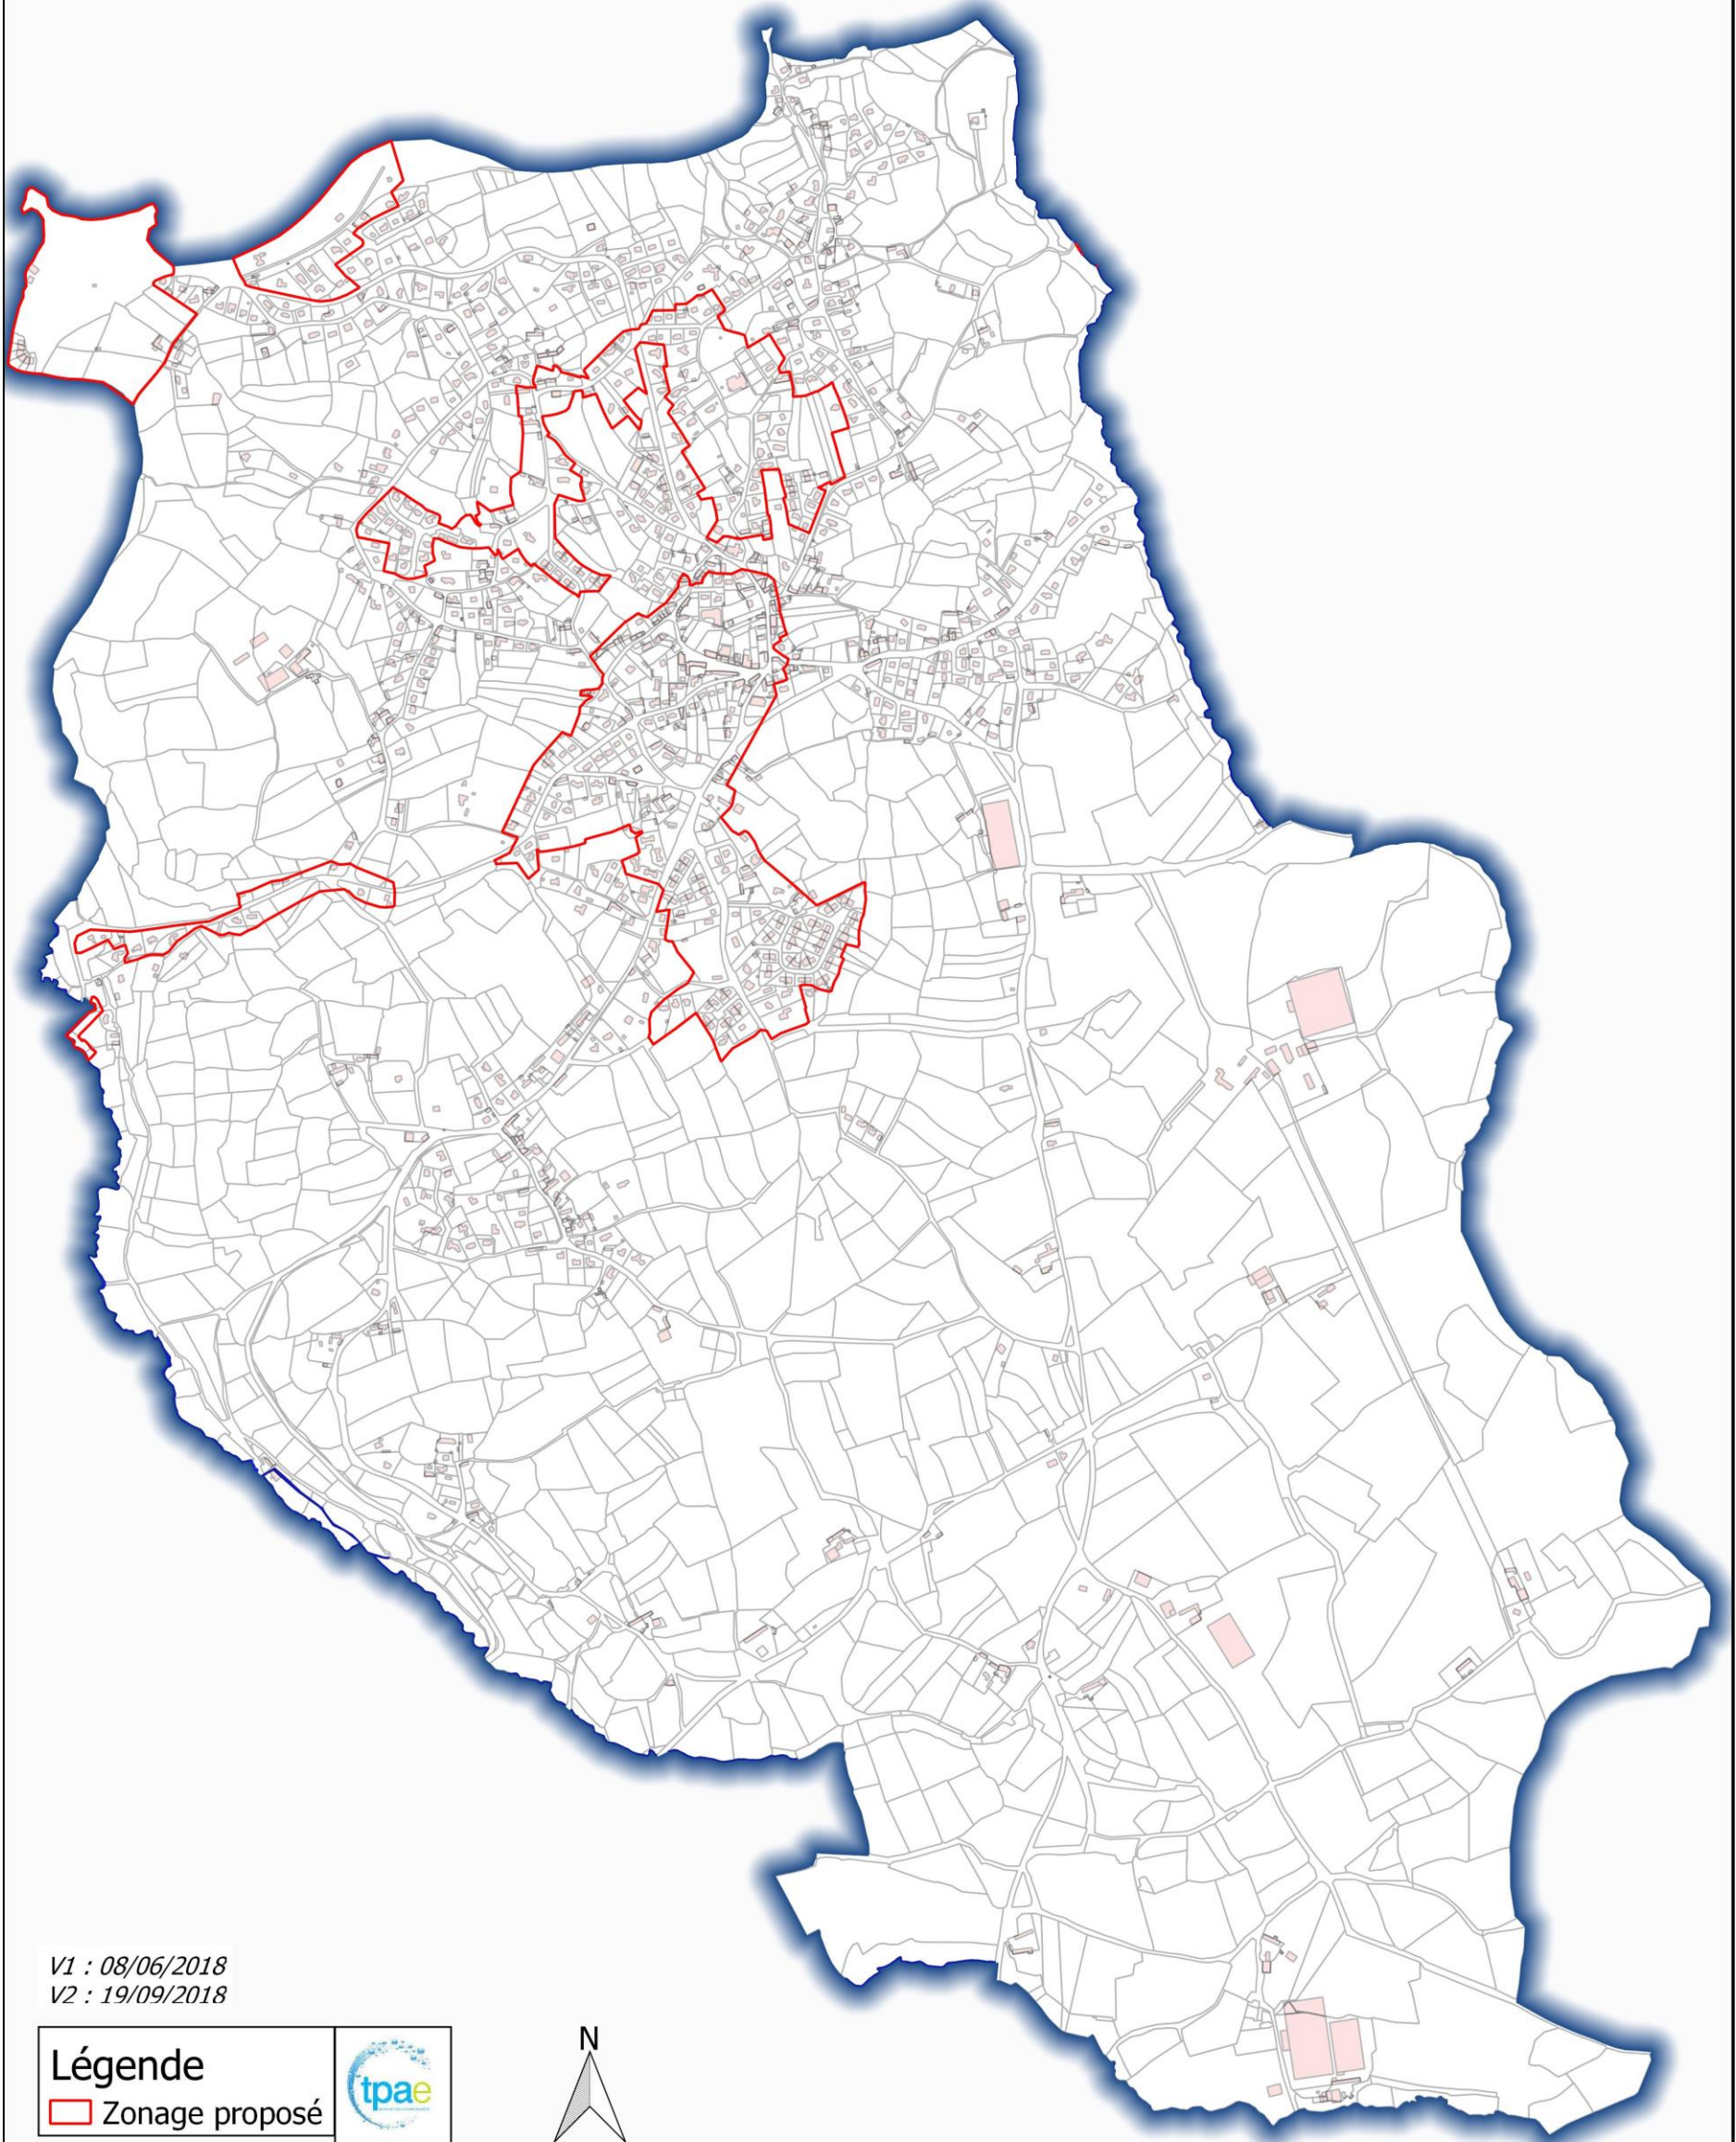 V1 : 08/06/2018
V2 : 19/09/2018
Légende
Zonage proposé
tpae
N